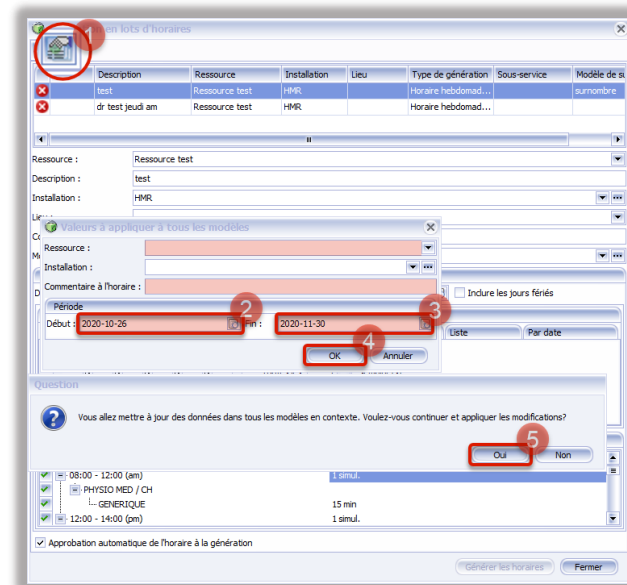 en lots d'horaires
1
Description Ressource Installation Lieu Type de génération Sous-service Modèle de su
test Ressource test HMR Horaire hebdomad... surnombre
dr test jeudi am Ressource test HMR Horaire hebdomad...
Ressource : Ressource test
Description : test
Installation : HMR
Valeurs à appliquer à tous les modèles
Ressource :
Installation :
Commentaire à l'horaire :
Inclure les jours fériés
Période
2
3
Début : 2020-10-26 Fin : 2020-11-30
Liste Par date
4
OK Annuler
Question
Vous allez mettre à jour des données dans tous les modèles en contexte. Voulez-vous continuer et appliquer les modifications?
5
Oui Non
08:00 - 12:00 (am) 1 simul.
PHYSIO MED / CH
GENERIQUE 15 min
12:00 - 14:00 (pm) 1 simul.
Approbation automatique de l'horaire à la génération
Générer les horaires Fermer